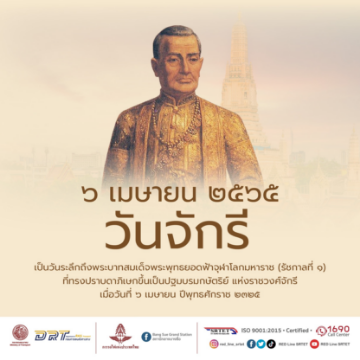 ๖ เมษายน ๒๕๖๕
วันจักรี
เป็นวันระลึกถึงพระบาทสมเด็จพระพุทธยอดฟ้าจุฬาโลกมหาราช (รัชกาลที่ ๑)
ที่ทรงปราบดาภิเษกขึ้นเป็นปฐมบรมกษัตริย์ แห่งราชวงศ์จักรี
เมื่อวันที่ ๖ เมษายน ปีพุทธศักราช ๒๓๒๕
DRT
SRTET
ISO 9001:2015 • Certified •
1690
Call Center